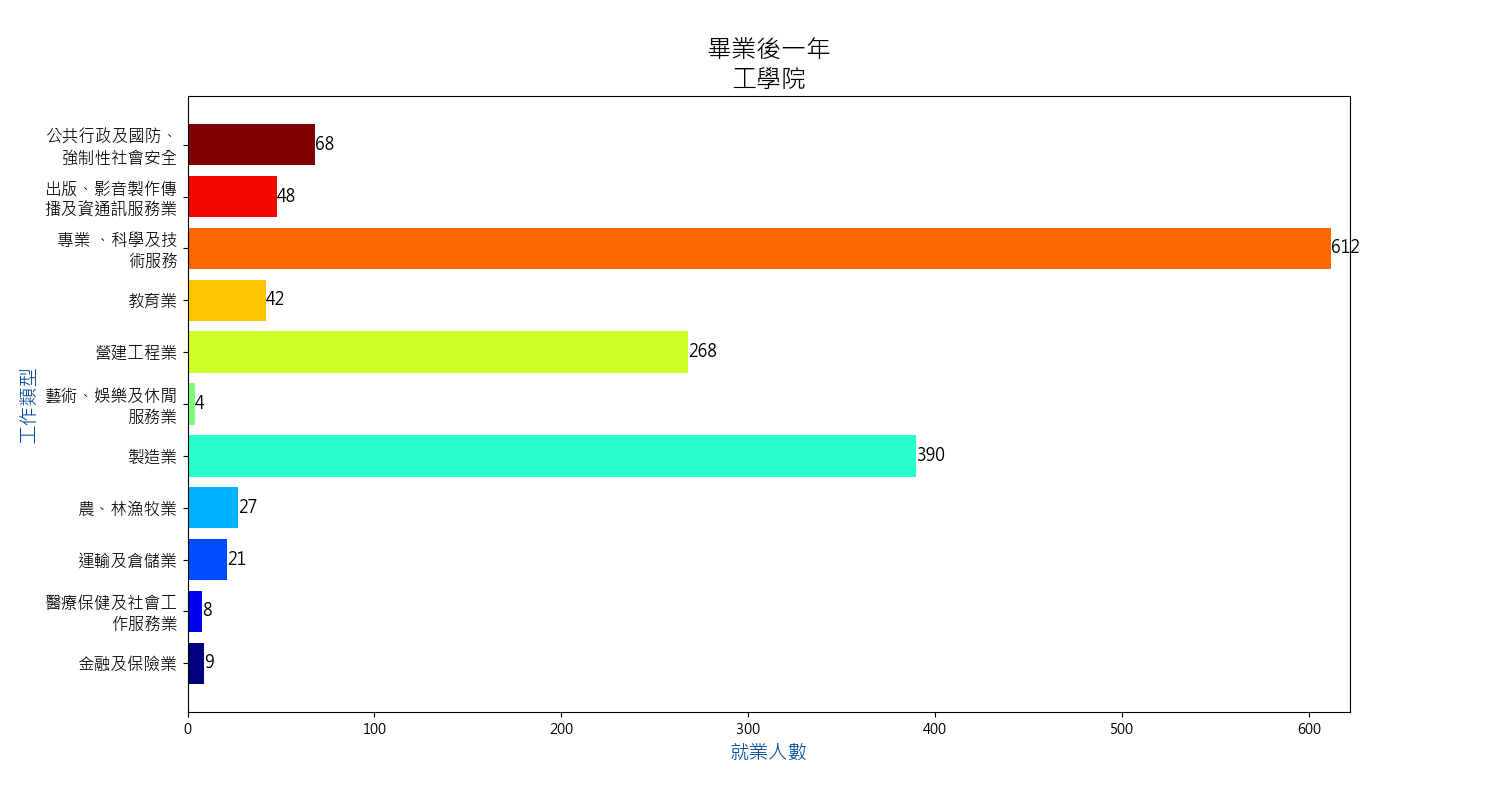 畢業後一年
工學院
公共行政及國防、
強制性社會安全
68
出版、影音製作傳
播及資通訊服務業
48
專業 、科學及技
術服務
612
教育業
42
營建工程業
268
藝術、娛樂及休閒
服務業
4
製造業
390
農、林漁牧業
27
運輸及倉儲業
21
醫療保健及社會工
作服務業
8
金融及保險業
9
工作類型
0 100 200 300 400 500 600
就業人數